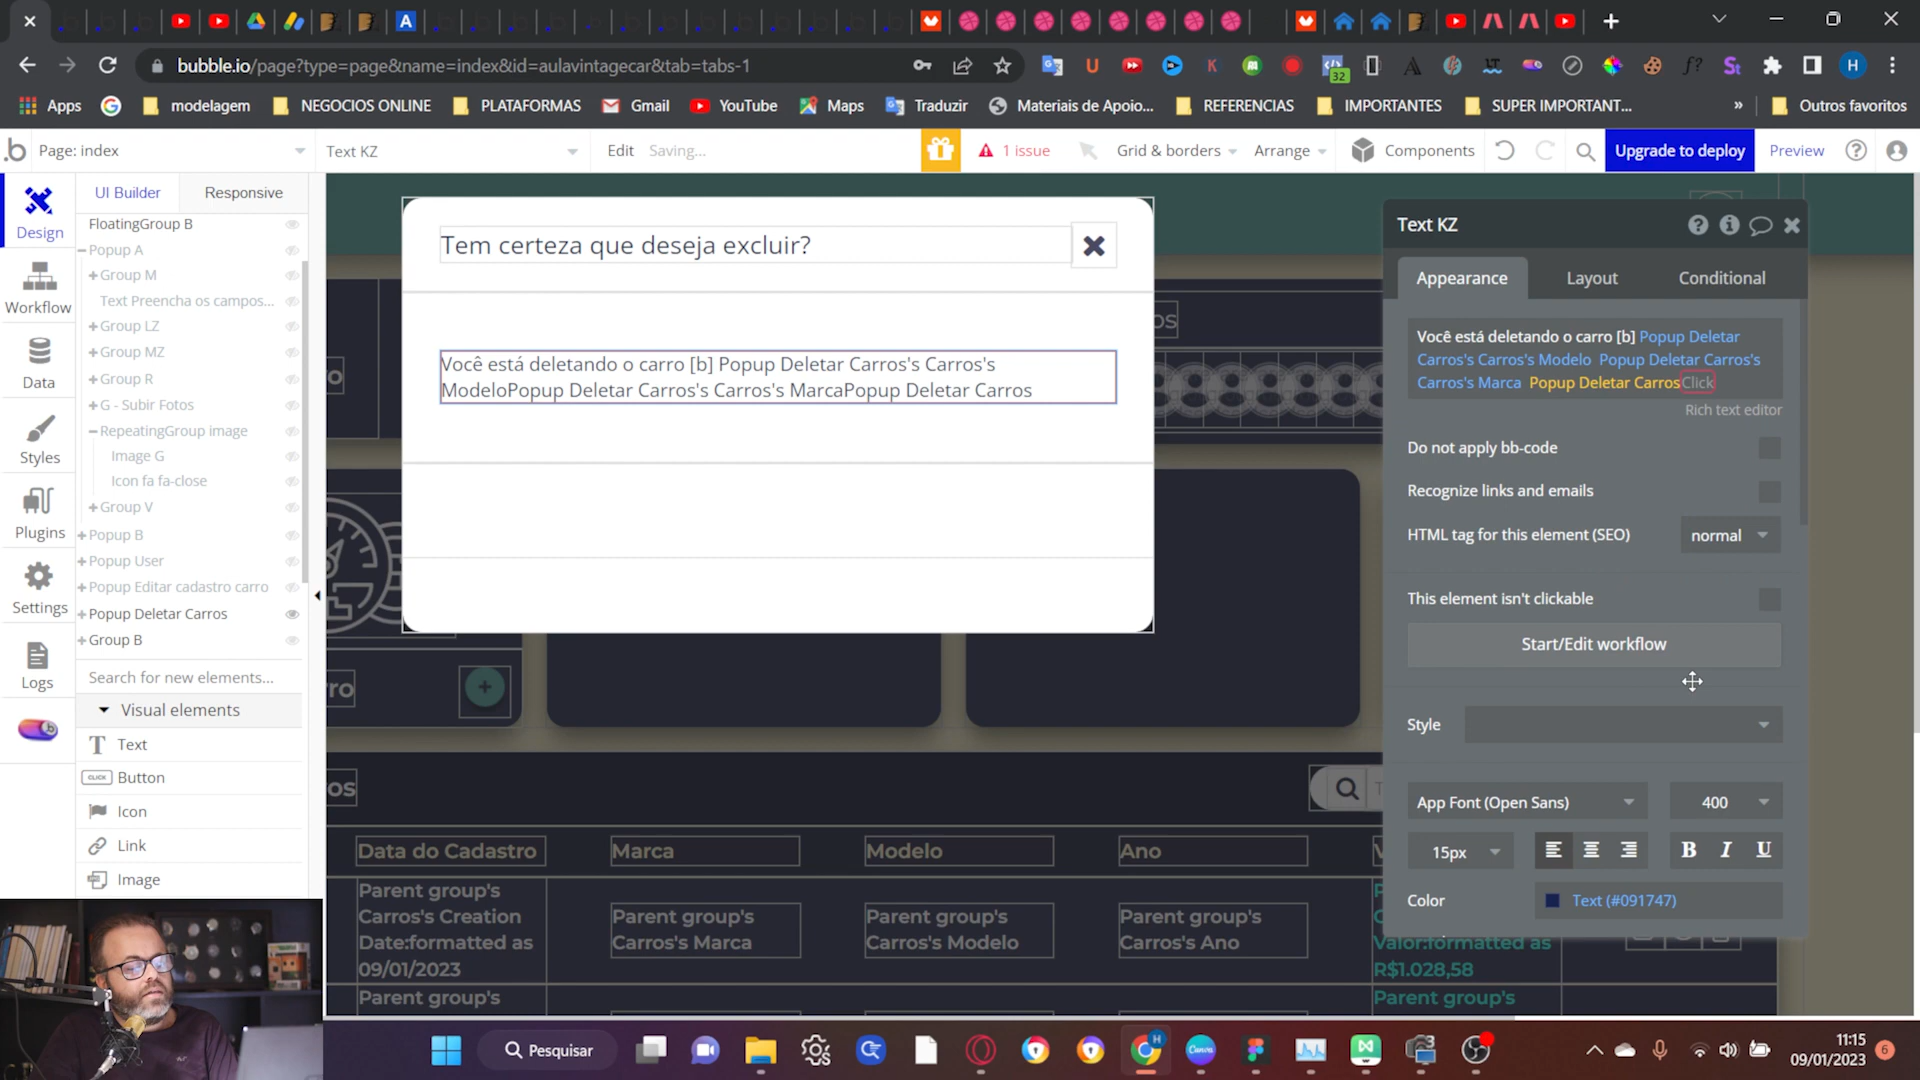 bubble.io/page?type=page&name=index&id=aulavintagecar&tab=tabs-1
32
H
Apps
modelagem
NEGOCIOS ONLINE
PLATAFORMAS
Gmail
YouTube
Maps
Traduzir
Materiais de Apoio...
REFERENCIAS
IMPORTANTES
SUPER IMPORTANT...
»
Outros favoritos
.b
Page: index
Text KZ
Edit
Saving...
1 issue
Grid & borders
Arrange
Components
Upgrade to deploy
Preview
UI Builder
Responsive
Design
Workflow
Data
Styles
Plugins
Settings
Logs
FloatingGroup B
Popup A
Group M
Text Preencha os campos...
Group LZ
Group MZ
Group R
G - Subir Fotos
RepeatingGroup image
Image G
Icon fa fa-close
Group V
Popup B
Popup User
Popup Editar cadastro carro
Popup Deletar Carros
Group B
Search for new elements...
Visual elements
Text
CLICK
Button
Icon
Link
Image
Tem certeza que deseja excluir?
Você está deletando o carro [b] Popup Deletar Carros's Carros's
ModeloPopup Deletar Carros's Carros's MarcaPopup Deletar Carros
os
o
ro
os
Data do Cadastro
Marca
Modelo
Ano
Parent group's
Carros's Creation
Date:formatted as
09/01/2023
Parent group's
Carros's Marca
Parent group's
Carros's Modelo
Parent group's
Carros's Ano
Valor:formatted as
R$1.028,58
Parent group's
Parent group's
Text KZ
Appearance
Layout
Conditional
Você está deletando o carro [b] Popup Deletar
Carros's Carros's Modelo Popup Deletar Carros's
Carros's Marca Popup Deletar Carros Click
Rich text editor
Do not apply bb-code
Recognize links and emails
HTML tag for this element (SEO)
normal
This element isn't clickable
Start/Edit workflow
Style
App Font (Open Sans)
400
15px
B
I
U
Color
Text (#091747)
Pesquisar
11:15
09/01/2023
6